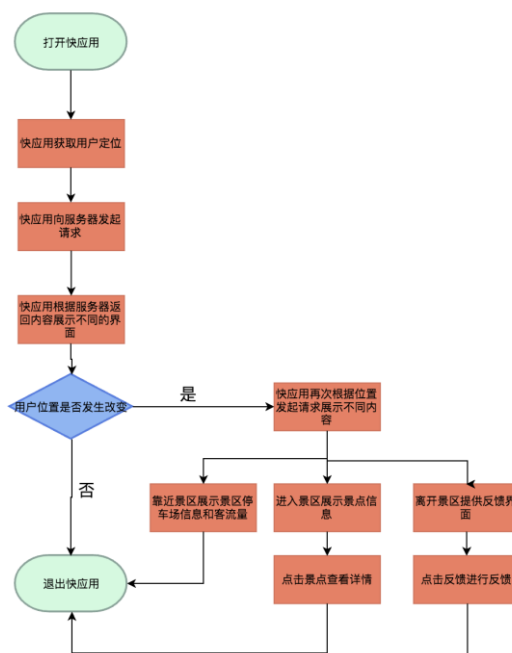 打开快应用
快应用获取用户定位
快应用向服务器发起
请求
快应用根据服务器返
回内容展示不同的界
面
用户位置是否发生改变
是
快应用再次根据位置
发起请求展示不同内
容
否
靠近景区展示景区停
车场信息和客流量
进入景区展示景点信
息
离开景区提供反馈界
面
退出快应用
点击景点查看详情
点击反馈进行反馈